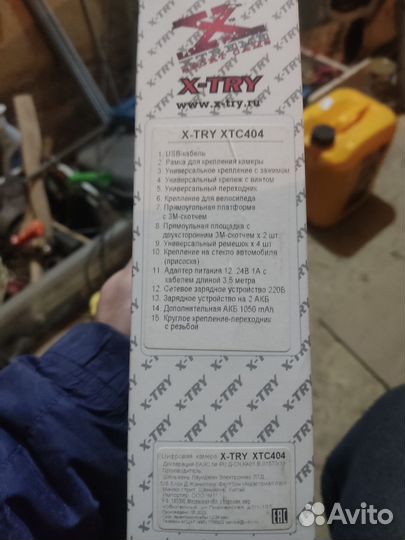 X-TRY
www.x-try.ru
X-TRY XTC404
1 USB-кабель
2 Рамка для крепления камеры
3 Универсальное крепление с зажимом
4 Универсальный крепеж с винтом
5 Универсальный переходник
6 Крепление для велосипеда
7 Прямоугольная платформа
с 3М-скотчем
8 Прямоугольная площадка с
двухсторонним 3М-скотчем x 2 шт
9 Универсальный ремешок x 4 шт
10 Крепление на стекло автомобиля
(присоска)
11 Адаптер питания 12 24В 1А с
кабелем длиной 3,5 метра
12 Сетевое зарядное устройство 220В
13 Зарядное устройство на 2 АКБ
14 Дополнительная АКБ 1050 mAh
15 Круглое крепление-переходник
с резьбой
Цифровая камера X-TRY XTC404
EAC
Avito